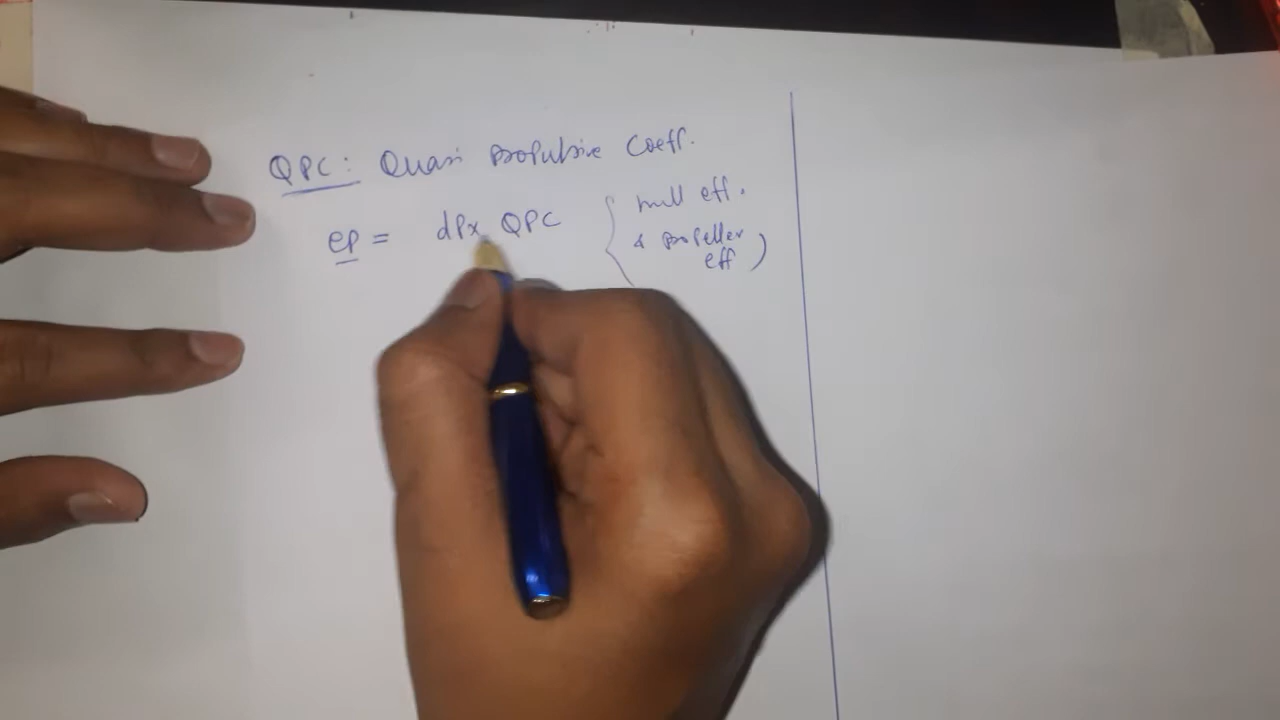 QPC: Quasi propulsive Coeff.
ep = dPx QPC { hull eff.
& propeller
eff )